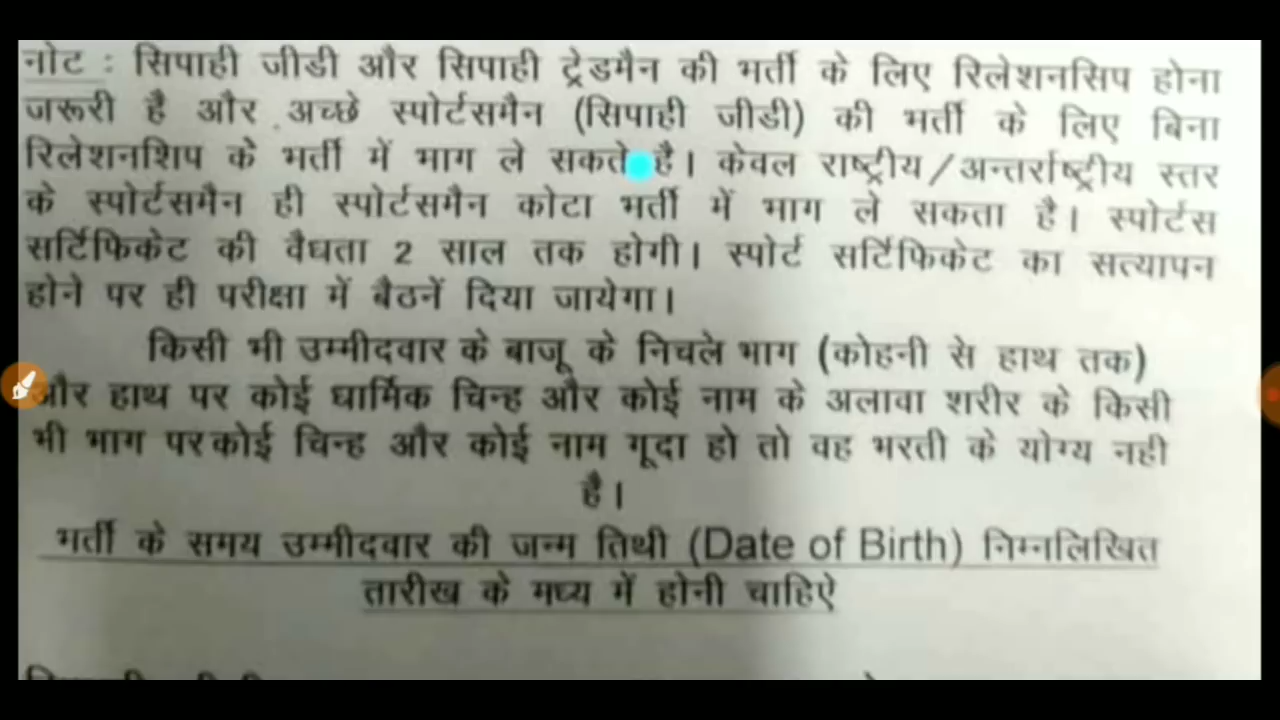 नोट : सिपाही जीडी और सिपाही ट्रेडमैन की भर्ती के लिए रिलेशनसिप होना
जरूरी है और अच्छे स्पोर्टसमैन (सिपाही जीडी) की भर्ती के लिए बिना
रिलेशनशिप के भर्ती में भाग ले सकते है। केवल राष्ट्रीय/अन्तर्राष्ट्रीय स्तर
के स्पोर्टसमैन ही स्पोर्टसमैन कोटा भर्ती में भाग ले सकता है। स्पोर्टस
सर्टिफिकेट की वैधता 2 साल तक होगी। स्पोर्ट सर्टिफिकेट का सत्यापन
होने पर ही परीक्षा में बैठनें दिया जायेगा।
किसी भी उम्मीदवार के बाजू के निचले भाग (कोहनी से हाथ तक)
और हाथ पर कोई धार्मिक चिन्ह और कोई नाम के अलावा शरीर के किसी
भी भाग पर कोई चिन्ह और कोई नाम गूदा हो तो वह भरती के योग्य नही
है।
भर्ती के समय उम्मीदवार की जन्म तिथी (Date of Birth) निम्नलिखित
तारीख के मध्य में होनी चाहिऐ